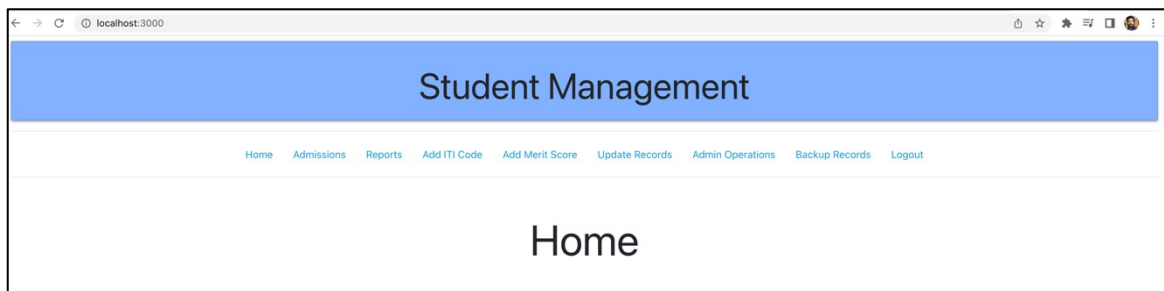 localhost:3000
Student Management
Home Admissions Reports Add ITI Code Add Merit Score Update Records Admin Operations Backup Records Logout
Home